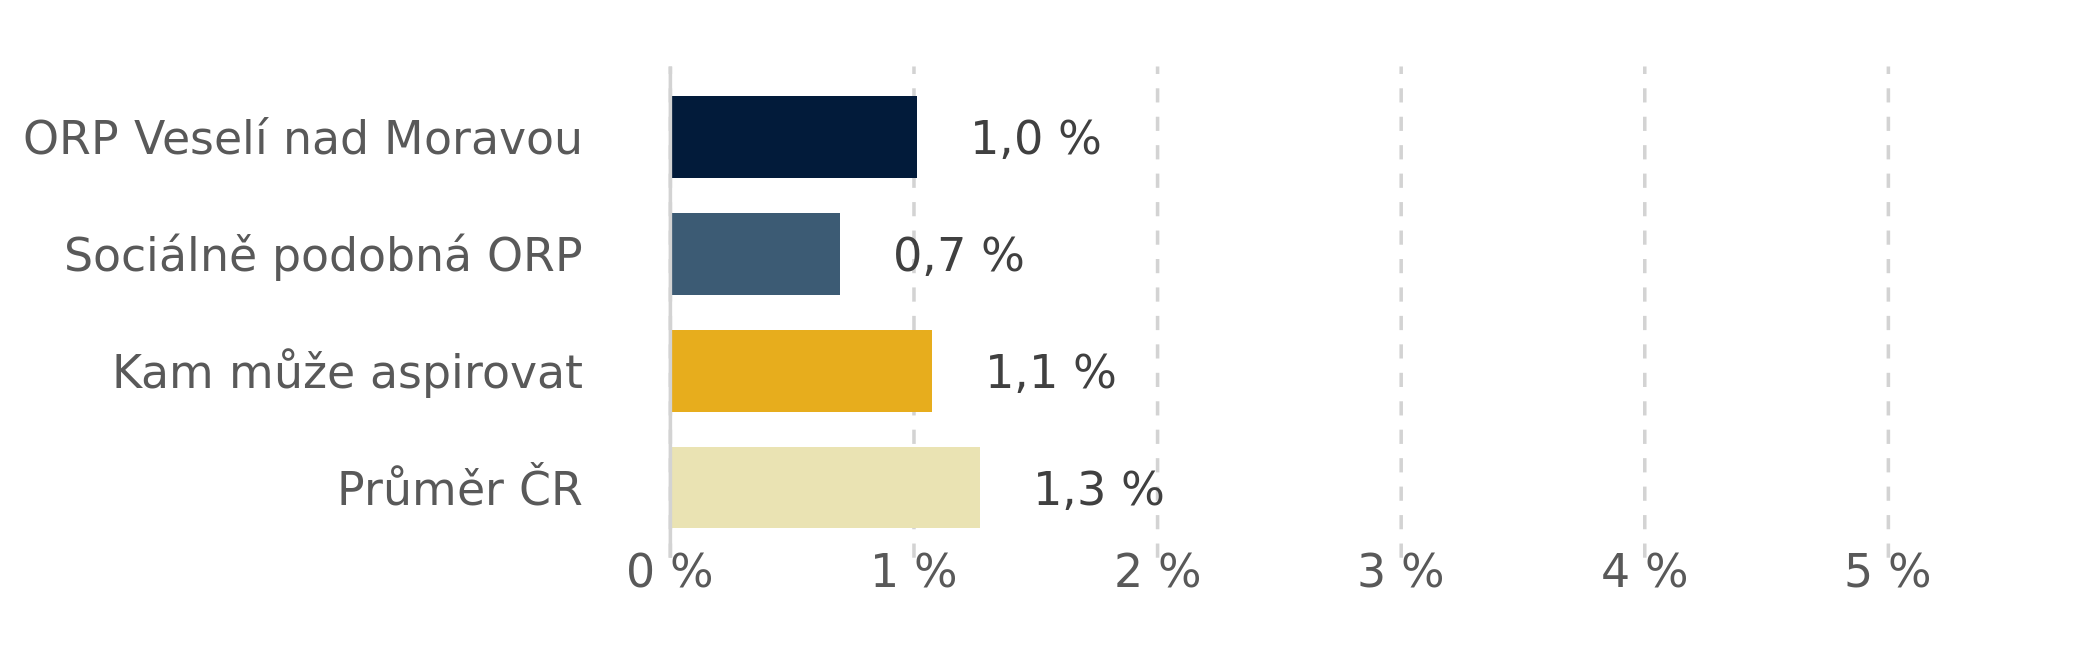 ORP Veselí nad Moravou 1,0 %
Sociálně podobná ORP 0,7 %
Kam může aspirovat 1,1 %
Průměr ČR 1,3 %
0 % 1 % 2 % 3 % 4 % 5 %